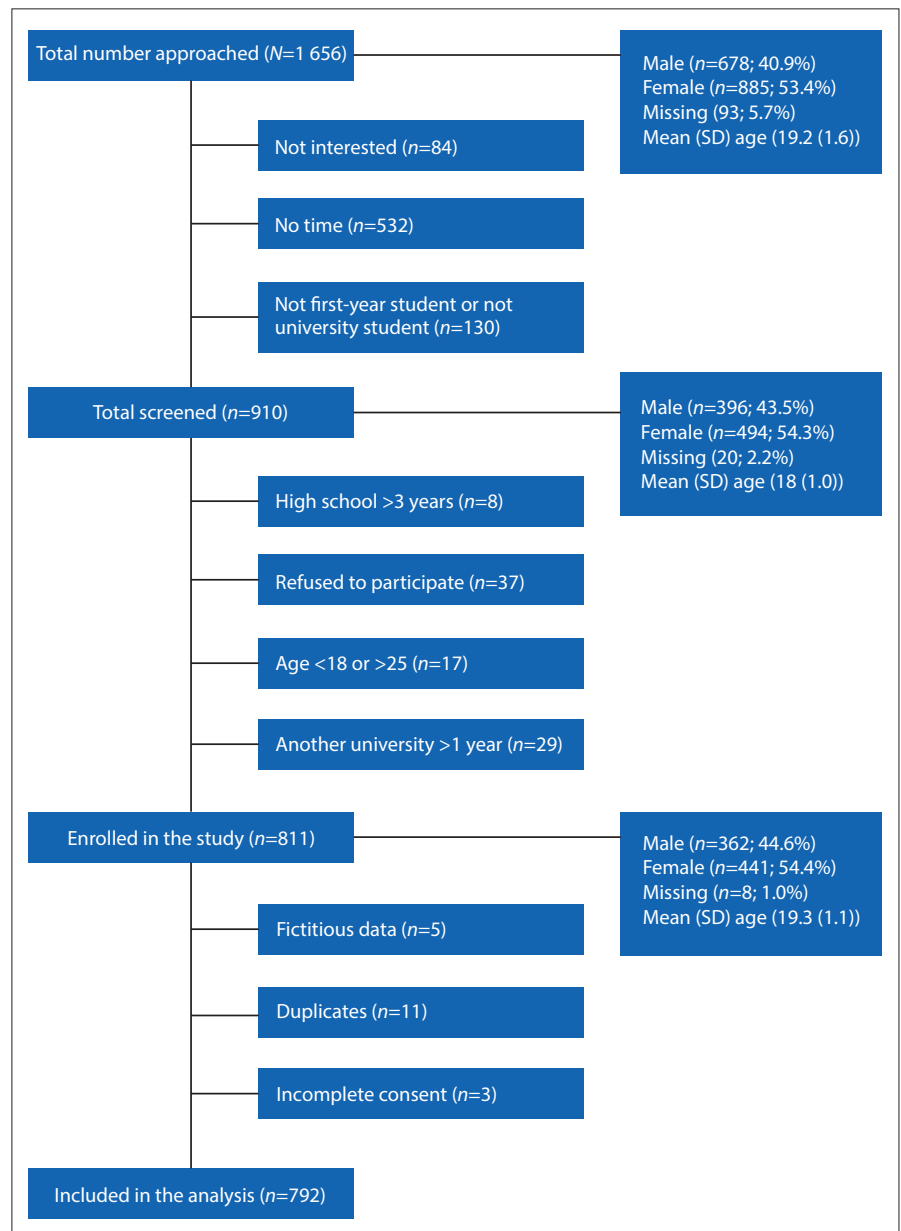 Total number approached (N=1 656)
Male (n=678; 40.9%)
Female (n=885; 53.4%)
Missing (93; 5.7%)
Mean (SD) age (19.2 (1.6))
Not interested (n=84)
No time (n=532)
Not first-year student or not
university student (n=130)
Total screened (n=910)
Male (n=396; 43.5%)
Female (n=494; 54.3%)
Missing (20; 2.2%)
Mean (SD) age (18 (1.0))
High school >3 years (n=8)
Refused to participate (n=37)
Age <18 or >25 (n=17)
Another university >1 year (n=29)
Enrolled in the study (n=811)
Male (n=362; 44.6%)
Female (n=441; 54.4%)
Missing (n=8; 1.0%)
Mean (SD) age (19.3 (1.1))
Fictitious data (n=5)
Duplicates (n=11)
Incomplete consent (n=3)
Included in the analysis (n=792)